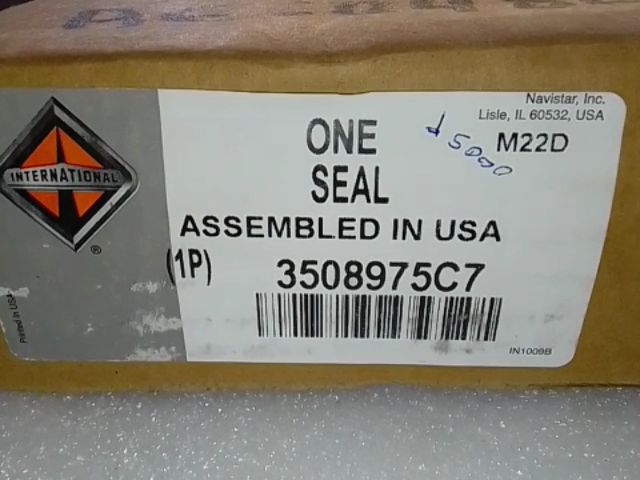 Navistar, Inc.
Lisle, IL 60532, USA
M22D
5000
INTERNATIONAL
®
ONE
SEAL
ASSEMBLED IN USA
(1P) 3508975C7
Printed in USA
IN1009B